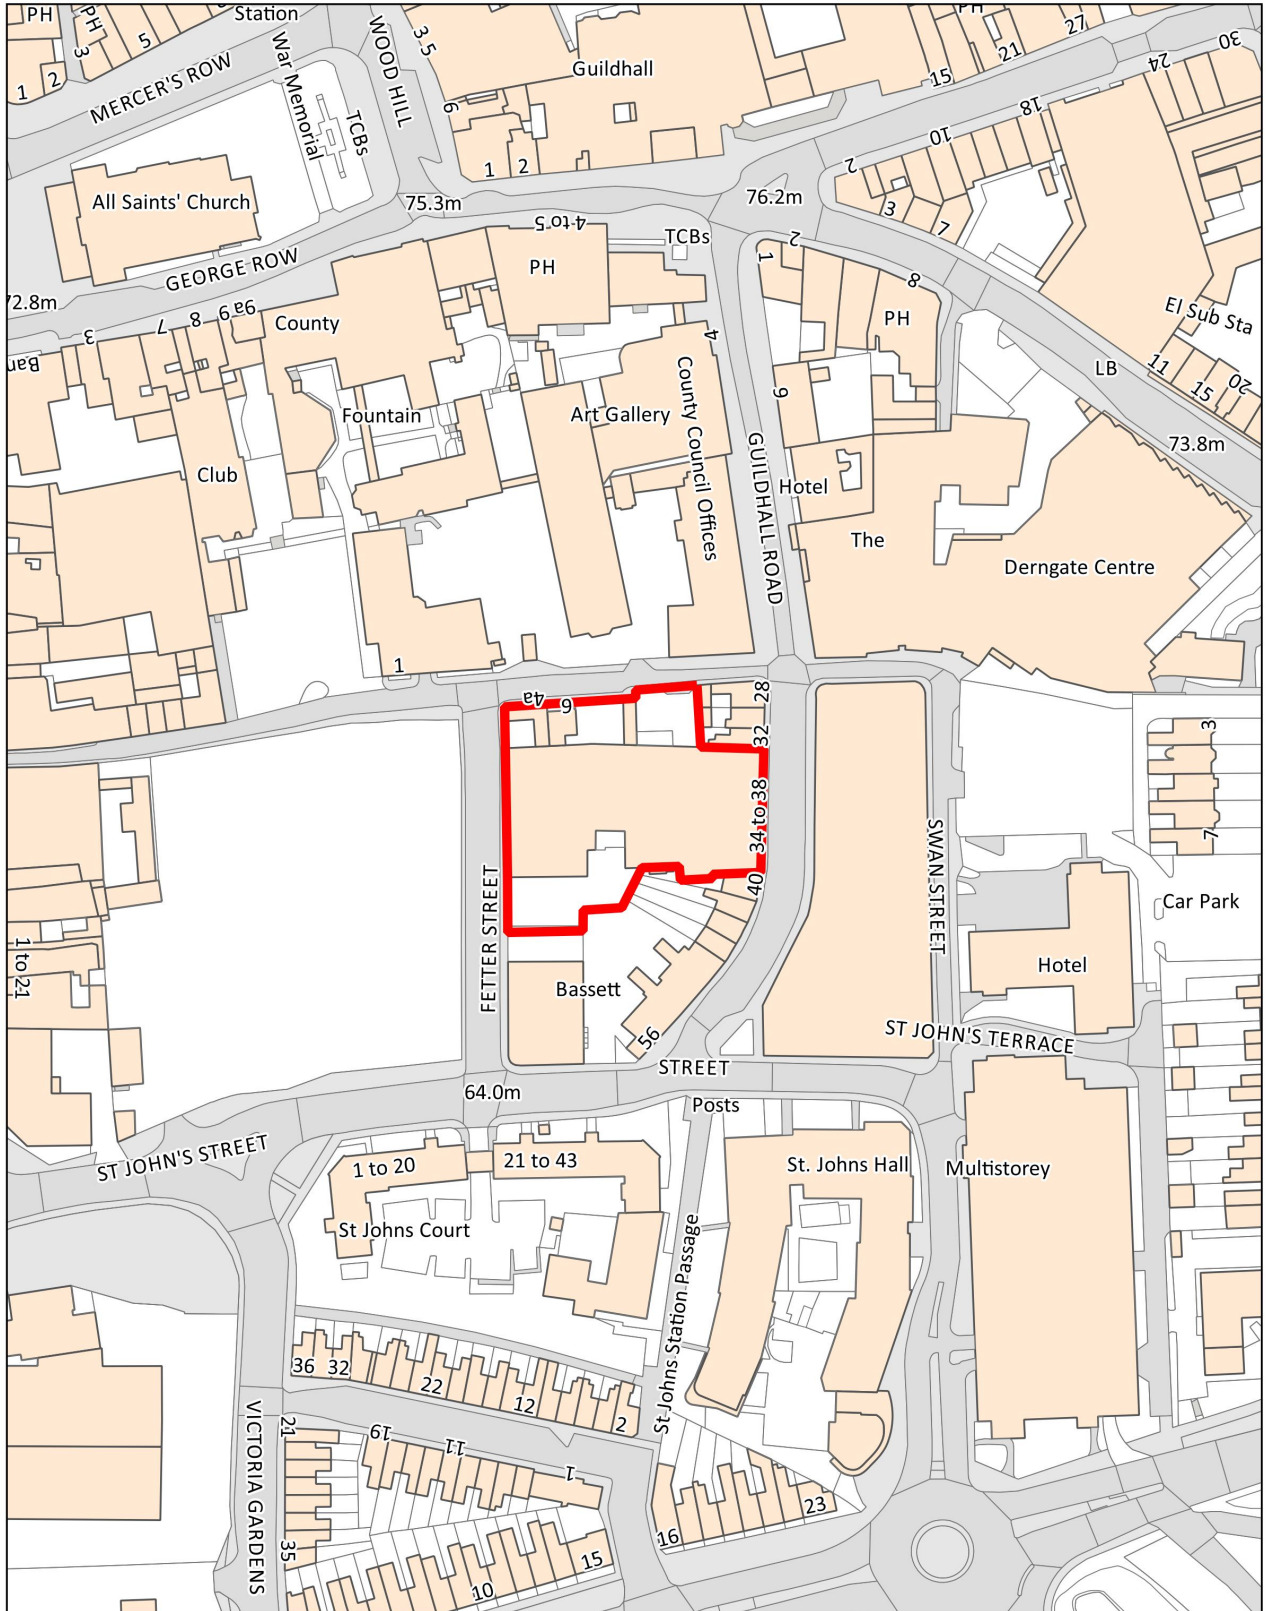 PH
PH
Station
3
5
1
2
MERCER'S ROW
WOOD HILL
3-5
War Memorial
TCBs
6
Guildhall
PH
27
21
15
30
24
18
10
2
1
2
All Saints' Church
75.3m
76.2m
3
7
4 to 5
TCBs
GEORGE ROW
72.8m
PH
1
2
8
PH
3
7
8
9
9a
County
Ban
4
El Sub Sta
LB
11
15
20
Fountain
Art Gallery
County Council Offices
9
GUILDHALL ROAD
73.8m
Club
Hotel
The
Derngate Centre
1
4a
6
28
32
34 to 38
40
3
7
FETTER STREET
SWAN STREET
Car Park
1 to 21
Bassett
56
STREET
Hotel
ST JOHN'S TERRACE
64.0m
Posts
ST JOHN'S STREET
1 to 20
21 to 43
St. Johns Hall
Multistorey
St Johns Court
St Johns Station Passage
36
32
22
12
2
VICTORIA GARDENS
21
19
11
1
35
10
15
16
23